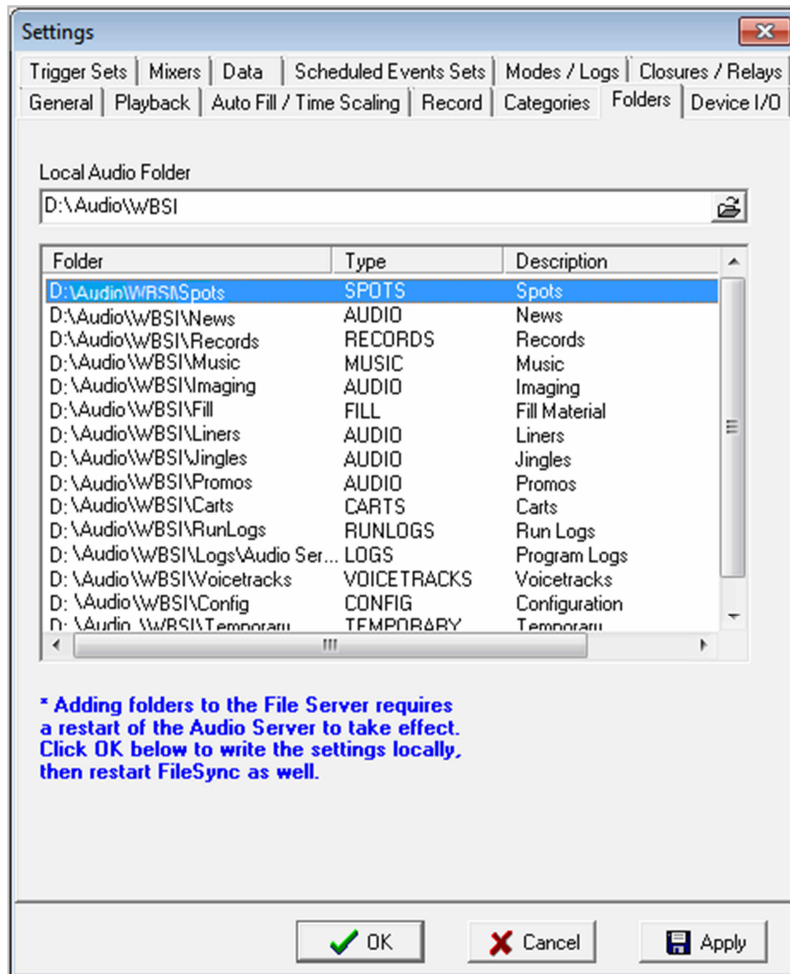 Settings
Trigger Sets Mixers Data Scheduled Events Sets Modes / Logs Closures / Relays
General Playback Auto Fill / Time Scaling Record Categories Folders Device I/O
Local Audio Folder
D:\Audio\WBSI
Folder Type Description
D:\Audio\WBSI\Spots SPOTS Spots
D:\Audio\WBSI\News AUDIO News
D:\Audio\WBSI\Records RECORDS Records
D:\Audio\WBSI\Music MUSIC Music
D:\Audio\WBSI\Imaging AUDIO Imaging
D:\Audio\WBSI\Fill FILL Fill Material
D:\Audio\WBSI\Liners AUDIO Liners
D:\Audio\WBSI\Jingles AUDIO Jingles
D:\Audio\WBSI\Promos AUDIO Promos
D:\Audio\WBSI\Carts CARTS Carts
D:\Audio\WBSI\RunLogs RUNLOGS Run Logs
D:\Audio\WBSI\Logs\Audio Ser... LOGS Program Logs
D:\Audio\WBSI\Voicetracks VOICETRACKS Voicetracks
D: \Audio\WBSI\Config CONFIG Configuration
D: \Audio \WBSI\Temporary TEMPORARY Temporary
* Adding folders to the File Server requires
a restart of the Audio Server to take effect.
Click OK below to write the settings locally,
then restart FileSync as well.
OK Cancel Apply